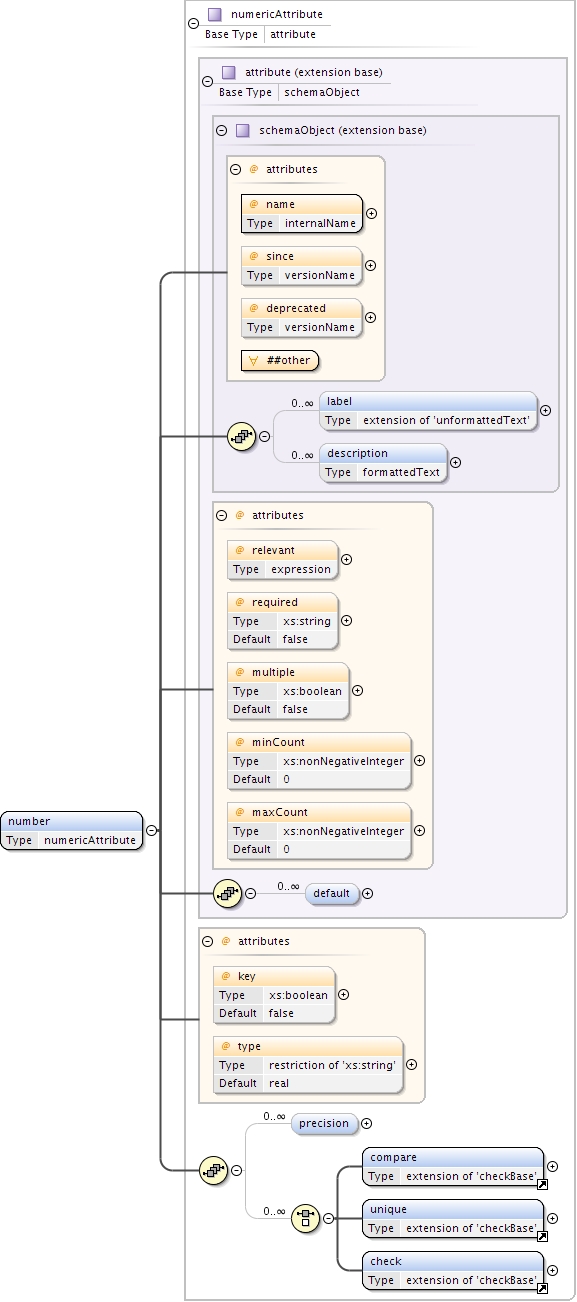 numericAttribute
Base Type attribute
attribute (extension base)
Base Type schemaObject
schemaObject (extension base)
@ attributes
@ name
Type internalName
@ since
Type versionName
@ deprecated
Type versionName
∀ ##other
0..∞ label
Type extension of 'unformattedText'
0..∞ description
Type formattedText
@ attributes
@ relevant
Type expression
@ required
Type xs:string
Default false
@ multiple
Type xs:boolean
Default false
@ minCount
Type xs:nonNegativeInteger
Default 0
@ maxCount
Type xs:nonNegativeInteger
Default 0
number
Type numericAttribute
0..∞ default
@ attributes
@ key
Type xs:boolean
Default false
@ type
Type restriction of 'xs:string'
Default real
0..∞ precision
0..∞
compare
Type extension of 'checkBase'
unique
Type extension of 'checkBase'
check
Type extension of 'checkBase'